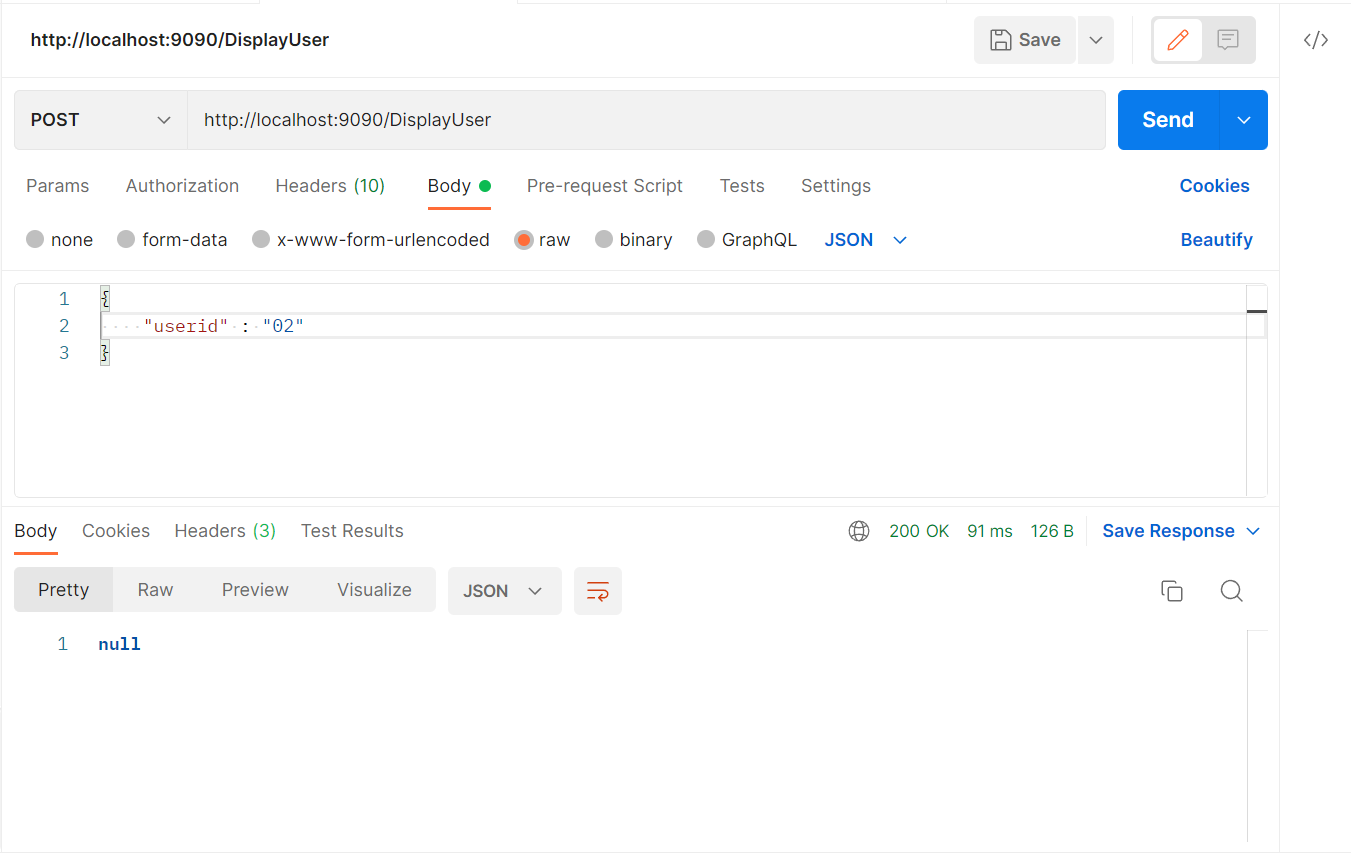 http://localhost:9090/DisplayUser Save
POST http://localhost:9090/DisplayUser Send
Params Authorization Headers (10) Body Pre-request Script Tests Settings Cookies
none form-data x-www-form-urlencoded raw binary GraphQL JSON Beautify
1 {
2 "userid" : "02"
3 }
Body Cookies Headers (3) Test Results 200 OK 91 ms 126 B Save Response
Pretty Raw Preview Visualize JSON
1 null